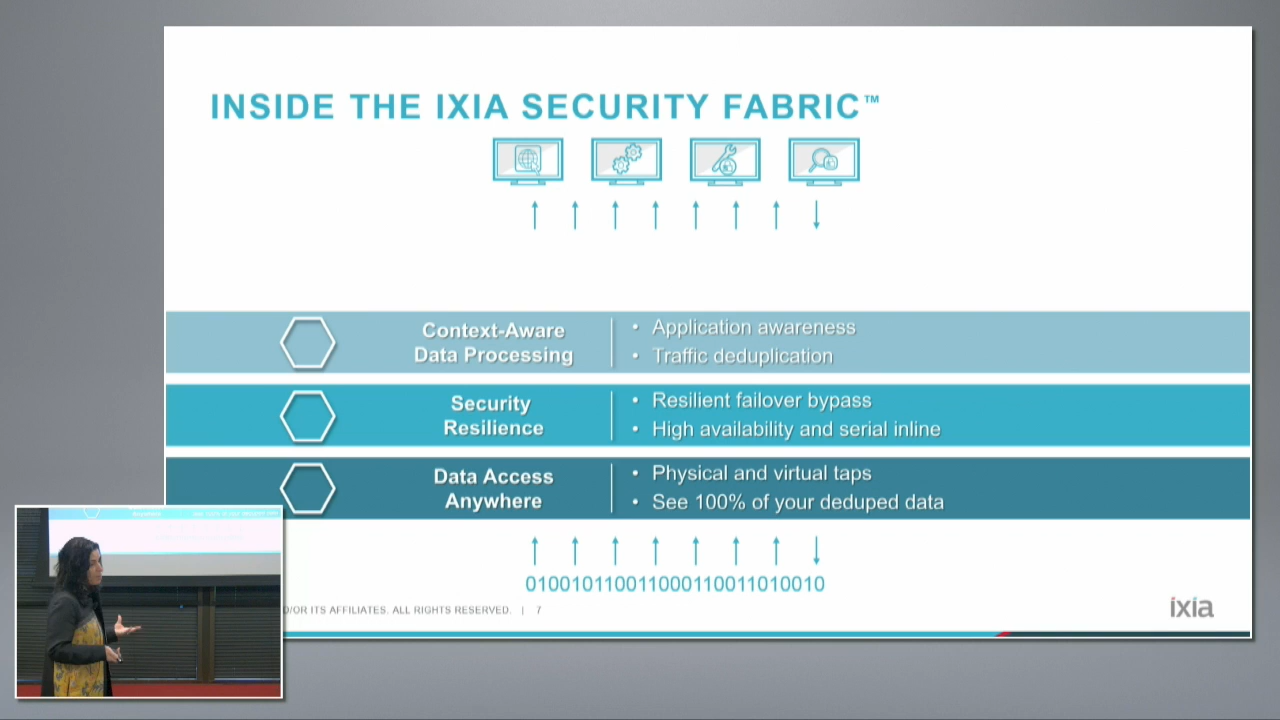 INSIDE THE IXIA SECURITY FABRIC™
Context-Aware
Data Processing
• Application awareness
• Traffic deduplication
Security
Resilience
• Resilient failover bypass
• High availability and serial inline
Data Access
Anywhere
• Physical and virtual taps
• See 100% of your deduped data
010010110011000110011010010
D/OR ITS AFFILIATES. ALL RIGHTS RESERVED. | 7
ixia